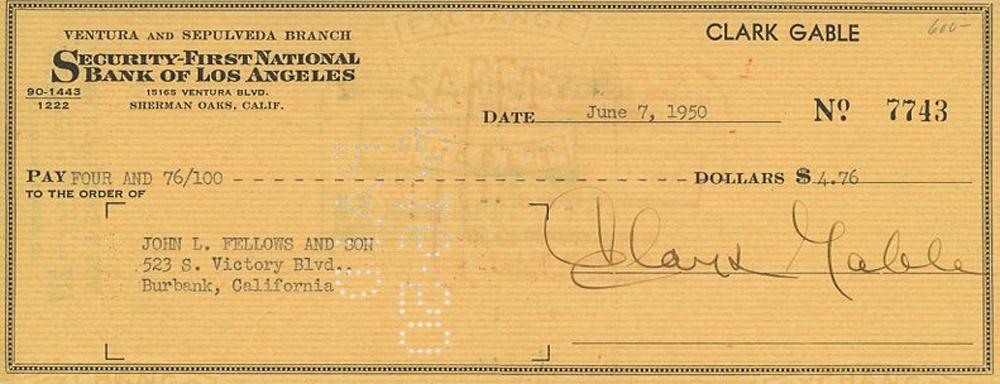 VENTURA AND SEPULVEDA BRANCH
SECURITY-FIRST NATIONAL
BANK OF LOS ANGELES
90-1443
1222
15165 VENTURA BLVD.
SHERMAN OAKS, CALIF.
CLARK GABLE
600-
DATE June 7, 1950
Nº 7743
PAY FOUR AND 76/100 - - - - - - - - - - - - - - - - - - - - - - - - - - - - - - - DOLLARS $ 4.76
TO THE ORDER OF
JOHN L. FELLOWS AND SON
523 S. Victory Blvd.
Burbank, California
Clark Gable
EXCHANGE